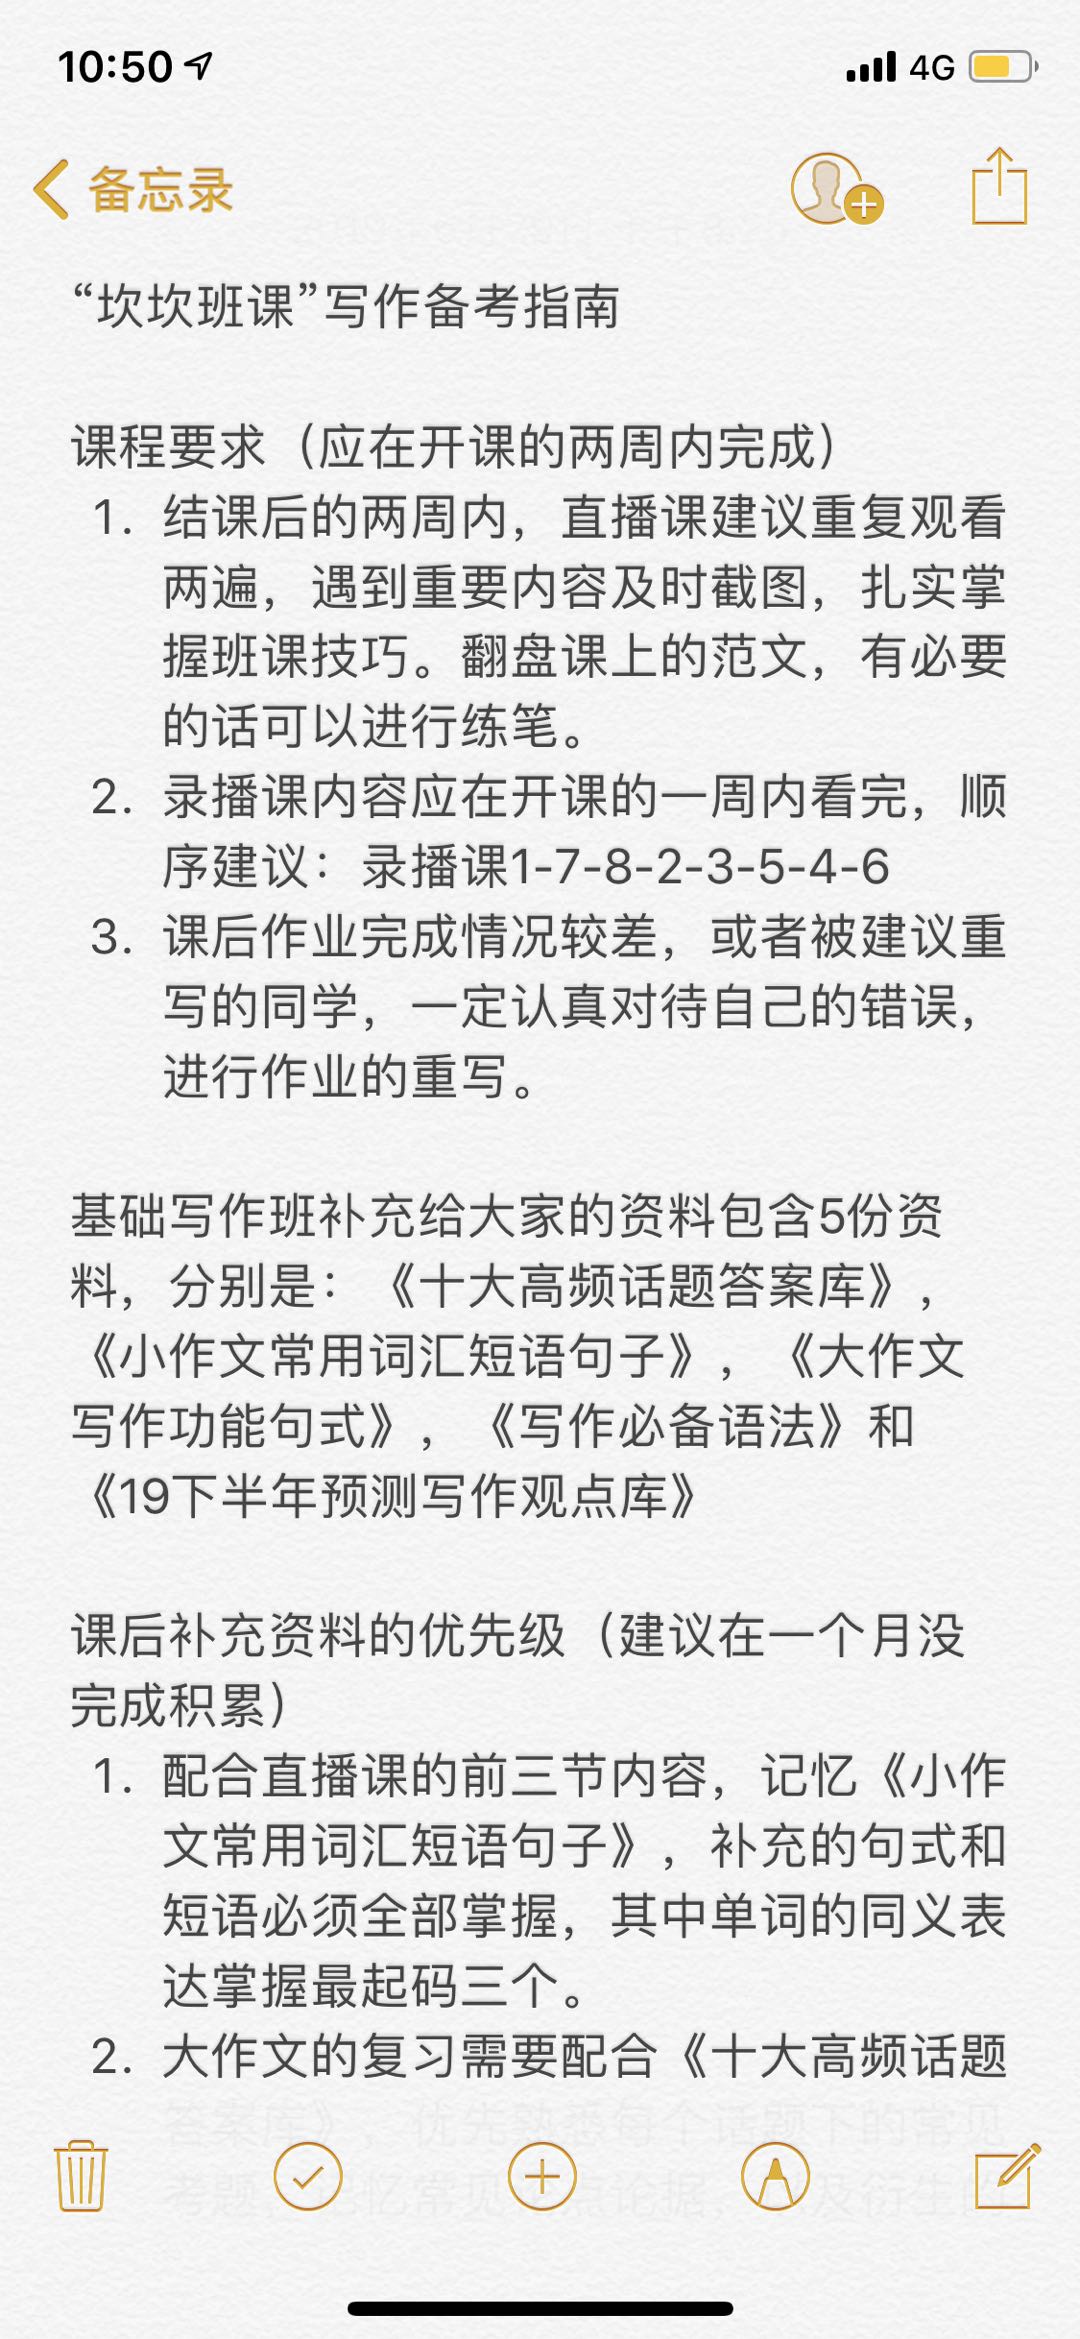 10:50
4G
备忘录
“坎坎班课”写作备考指南
课程要求（应在开课的两周内完成）
1. 结课后的两周内，直播课建议重复观看
两遍，遇到重要内容及时截图，扎实掌
握班课技巧。翻盘课上的范文，有必要
的话可以进行练笔。
2. 录播课内容应在开课的一周内看完，顺
序建议：录播课1-7-8-2-3-5-4-6
3. 课后作业完成情况较差，或者被建议重
写的同学，一定认真对待自己的错误，
进行作业的重写。
基础写作班补充给大家的资料包含5份资
料，分别是：《十大高频话题答案库》，
《小作文常用词汇短语句子》，《大作文
写作功能句式》，《写作必备语法》和
《19下半年预测写作观点库》
课后补充资料的优先级（建议在一个月没
完成积累）
1. 配合直播课的前三节内容，记忆《小作
文常用词汇短语句子》，补充的句式和
短语必须全部掌握，其中单词的同义表
达掌握最起码三个。
2. 大作文的复习需要配合《十大高频话题
答案库》，优先熟悉每个话题下的常见